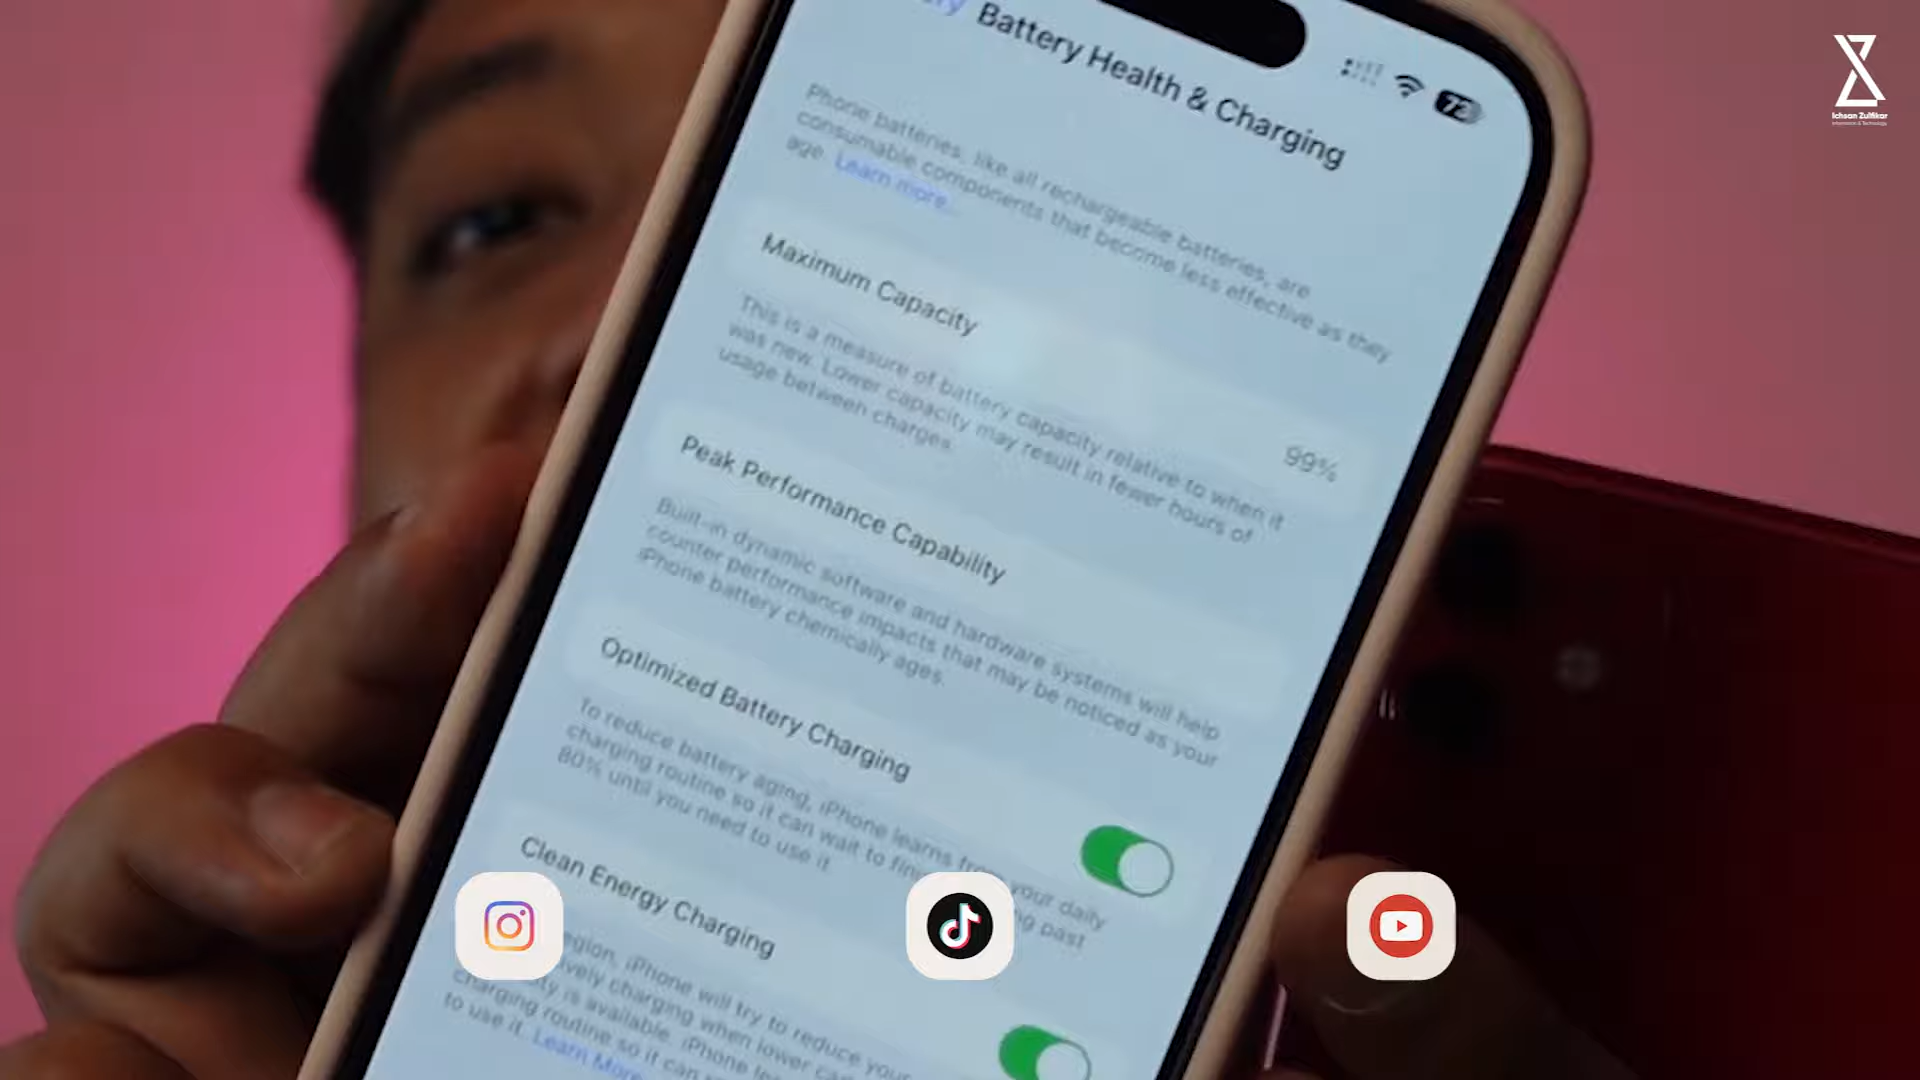 Battery Health & Charging
73
Ichsan Zulfikar
Phone batteries, like all rechargeable batteries, are
consumable components that become less effective as they
age. Learn more...
Maximum Capacity
99%
This is a measure of battery capacity relative to when it
was new. Lower capacity may result in fewer hours of
usage between charges.
Peak Performance Capability
Built-in dynamic software and hardware systems will help
counter performance impacts that may be noticed as your
iPhone battery chemically ages.
Optimized Battery Charging
To reduce battery aging, iPhone learns from your daily
charging routine so it can wait to past
80% until you need to use it.
Clean Energy Charging
iPhone will try to reduce your
charging when lower
is available. iPhone
charging routine so it can
to use it. Learn More